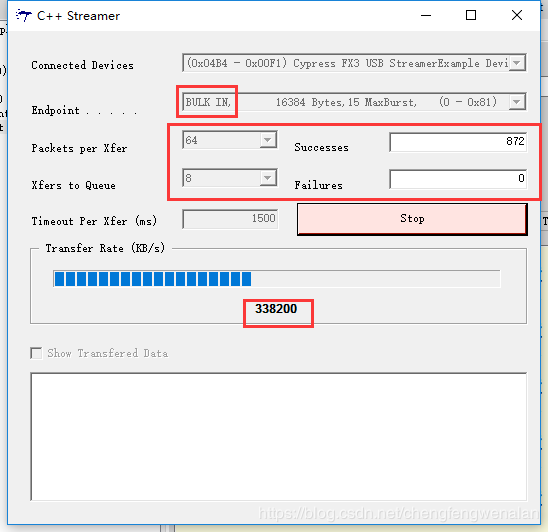 C++ Streamer
Connected Devices
(0x04B4 - 0x00F1) Cypress FX3 USB StreamerExample Devi
Endpoint . . . . .
BULK IN, 16384 Bytes,15 MaxBurst, (0 - 0x81)
Packets per Xfer
64
Successes
872
Xfers to Queue
8
Failures
0
Timeout Per Xfer (ms)
1500
Stop
Transfer Rate (KB/s)
338200
Show Transfered Data
https://blog.csdn.net/chengfengwenalan